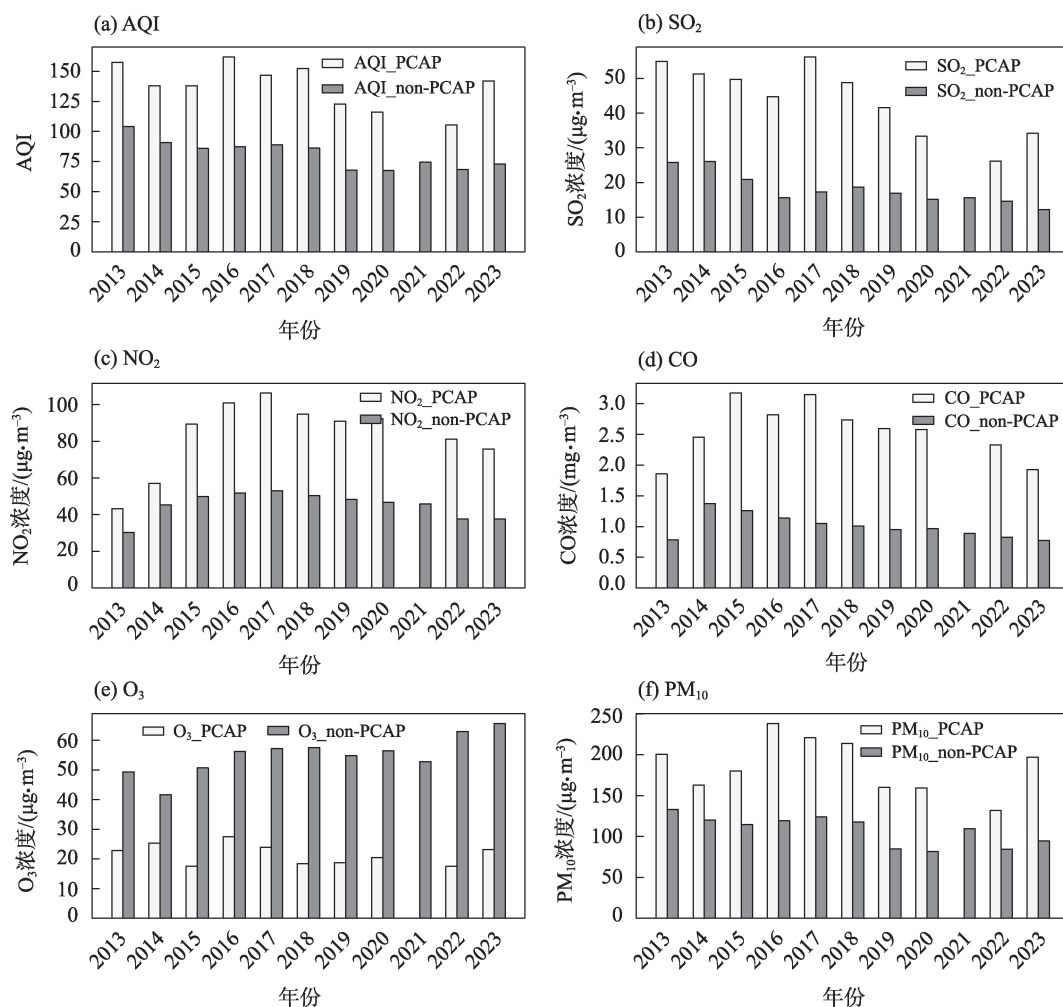 (a) AQI
AQI_PCAP
AQI_non-PCAP
150
125
100
75
50
25
0
AQI
2013 2014 2015 2016 2017 2018 2019 2020 2021 2022 2023
年份
(b) SO₂
SO₂_PCAP
SO₂_non-PCAP
50
40
30
20
10
0
SO₂浓度/(μg·m⁻³)
2013 2014 2015 2016 2017 2018 2019 2020 2021 2022 2023
年份
(c) NO₂
NO₂_PCAP
NO₂_non-PCAP
100
80
60
40
20
0
NO₂浓度/(μg·m⁻³)
2013 2014 2015 2016 2017 2018 2019 2020 2021 2022 2023
年份
(d) CO
CO_PCAP
CO_non-PCAP
3.0
2.5
2.0
1.5
1.0
0.5
0.0
CO浓度/(mg·m⁻³)
2013 2014 2015 2016 2017 2018 2019 2020 2021 2022 2023
年份
(e) O₃
O₃_PCAP O₃_non-PCAP
60
50
40
30
20
10
0
O₃浓度/(μg·m⁻³)
2013 2014 2015 2016 2017 2018 2019 2020 2021 2022 2023
年份
(f) PM₁₀
PM₁₀_PCAP
PM₁₀_non-PCAP
250
200
150
100
50
0
PM₁₀浓度/(μg·m⁻³)
2013 2014 2015 2016 2017 2018 2019 2020 2021 2022 2023
年份